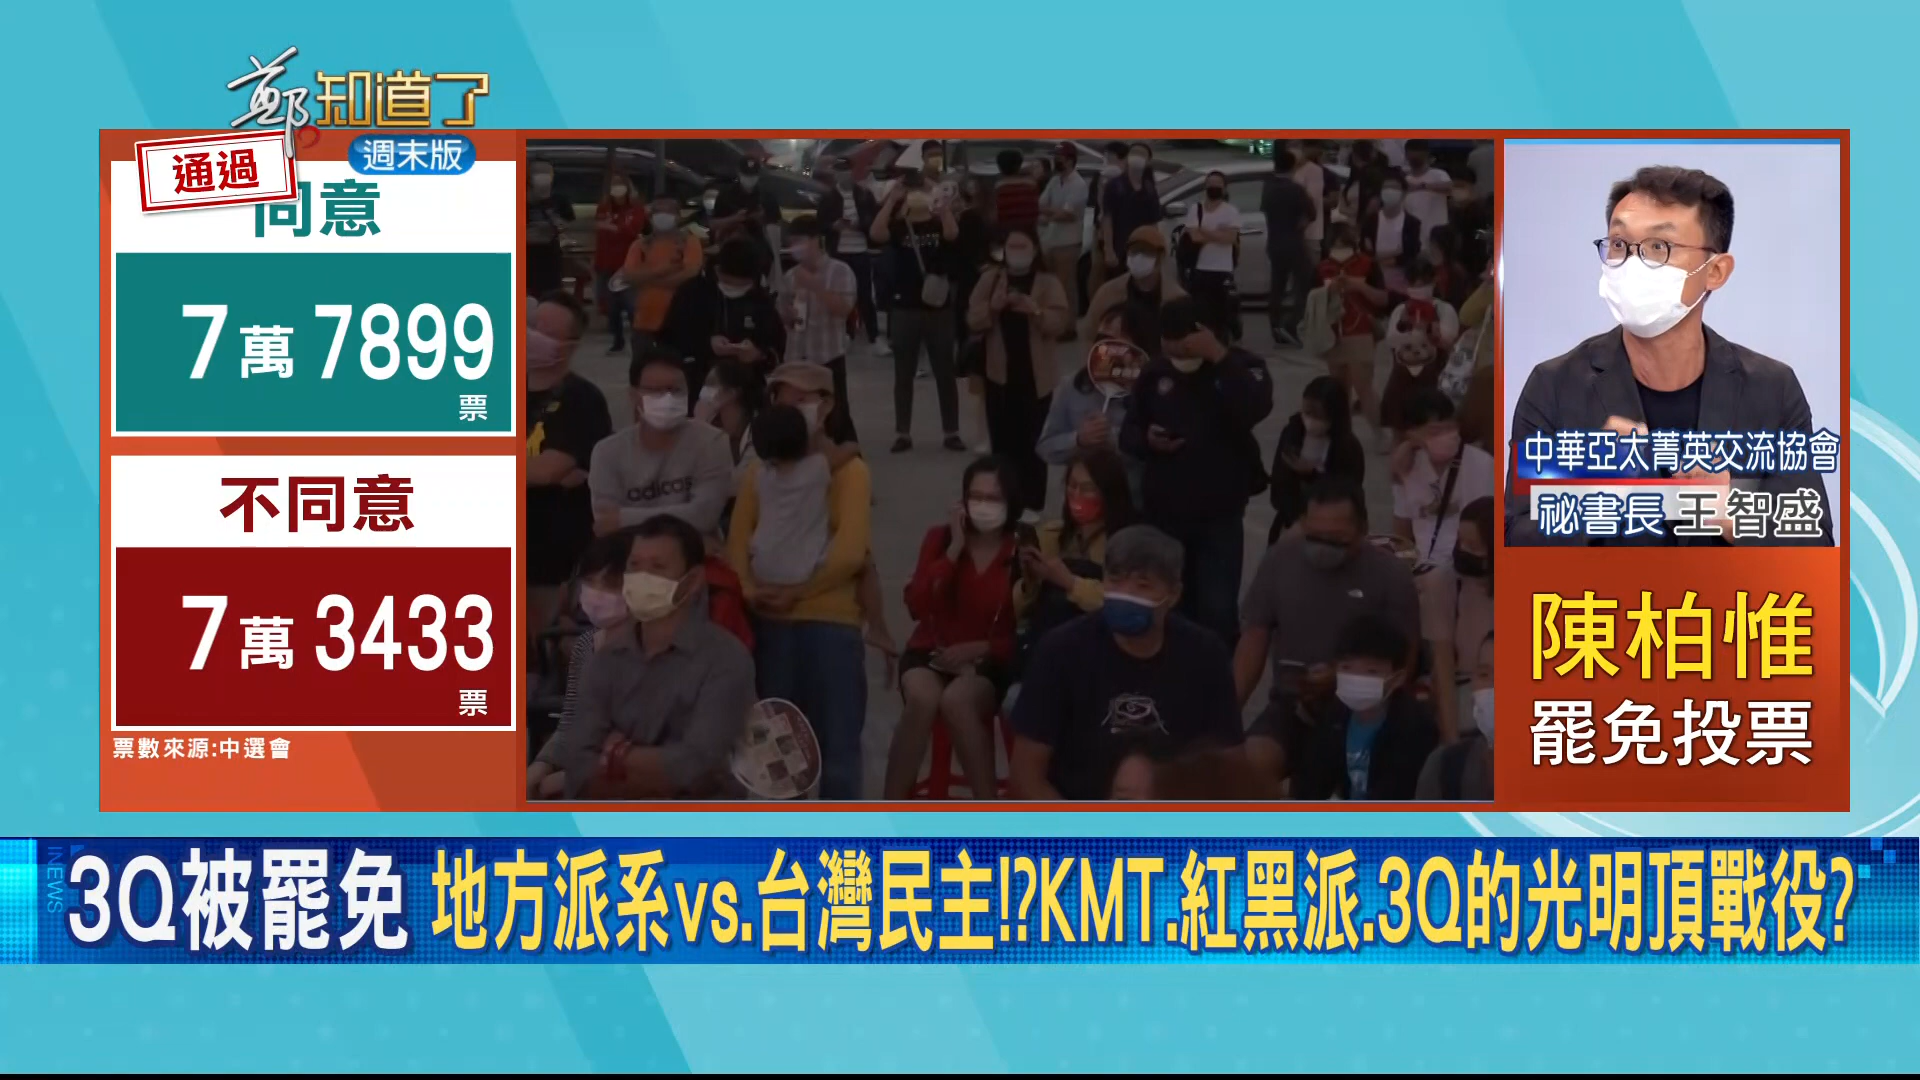 鄭知道了
週末版
通過
同意
7萬7899
票
不同意
7萬3433
票
票數來源:中選會
adidas
中華亞太菁英交流協會
秘書長 王智盛
陳柏惟
罷免投票
INEWS
3Q被罷免 地方派系vs.台灣民主!?KMT.紅黑派.3Q的光明頂戰役?